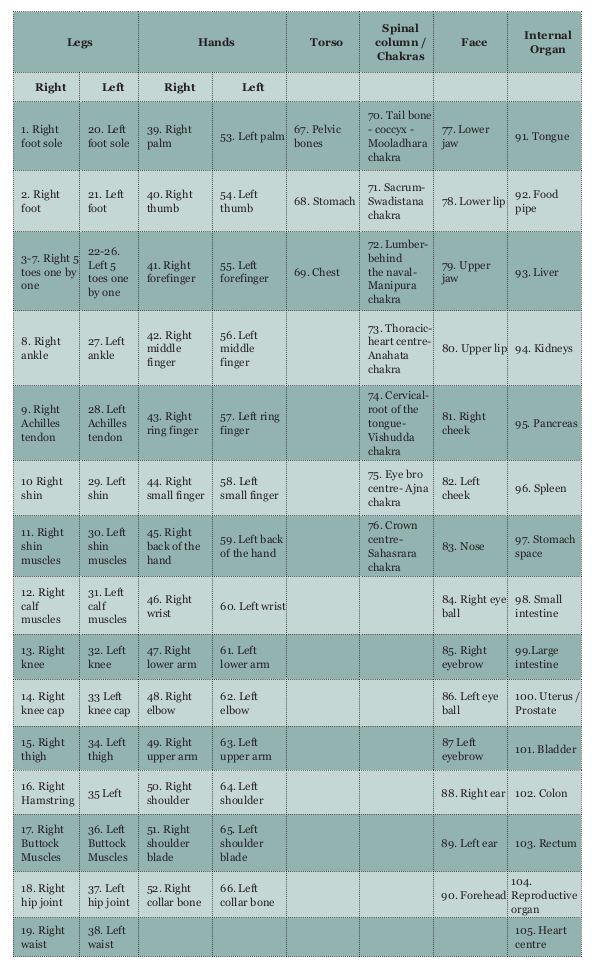 Legs
Hands
Torso
Spinal
column /
Chakras
Face
Internal
Organ
Right
Left
Right
Left
1. Right
foot sole
20. Left
foot sole
39. Right
palm
53. Left palm
67. Pelvic
bones
70. Tail bone
- coccyx -
Mooladhara
chakra
77. Lower
jaw
91. Tongue
2. Right
foot
21. Left
foot
40. Right
thumb
54. Left
thumb
68. Stomach
71. Sacrum-
Swadistana
chakra
78. Lower lip
92. Food
pipe
3-7. Right 5
toes one by
one
22-26.
Left 5
toes one
by one
41. Right
forefinger
55. Left
forefinger
69. Chest
72. Lumber-
behind
the naval-
Manipura
chakra
79. Upper
jaw
93. Liver
8. Right
ankle
27. Left
ankle
42. Right
middle
finger
56. Left
middle
finger
73. Thoracic-
heart centre-
Anahata
chakra
80. Upper lip
94. Kidneys
9. Right
Achilles
tendon
28. Left
Achilles
tendon
43. Right
ring finger
57. Left ring
finger
74. Cervical-
root of the
tongue-
Vishudda
chakra
81. Right
cheek
95. Pancreas
10 Right
shin
29. Left
shin
44. Right
small finger
58. Left
small finger
75. Eye bro
centre- Ajna
chakra
82. Left
cheek
96. Spleen
11. Right
shin
muscles
30. Left
shin
muscles
45. Right
back of the
hand
59. Left back
of the hand
76. Crown
centre-
Sahasrara
chakra
83. Nose
97. Stomach
space
12. Right
calf
muscles
31. Left
calf
muscles
46. Right
wrist
60. Left wrist
84. Right eye
ball
98. Small
intestine
13. Right
knee
32. Left
knee
47. Right
lower arm
61. Left
lower arm
85. Right
eyebrow
99.Large
intestine
14. Right
knee cap
33 Left
knee cap
48. Right
elbow
62. Left
elbow
86. Left eye
ball
100. Uterus /
Prostate
15. Right
thigh
34. Left
thigh
49. Right
upper arm
63. Left
upper arm
87 Left
eyebrow
101. Bladder
16. Right
Hamstring
35 Left
50. Right
shoulder
64. Left
shoulder
88. Right ear
102. Colon
17. Right
Buttock
Muscles
36. Left
Buttock
Muscles
51. Right
shoulder
blade
65. Left
shoulder
blade
89. Left ear
103. Rectum
18. Right
hip joint
37. Left
hip joint
52. Right
collar bone
66. Left
collar bone
90. Forehead
104.
Reproductive
organ
19. Right
waist
38. Left
waist
105. Heart
centre